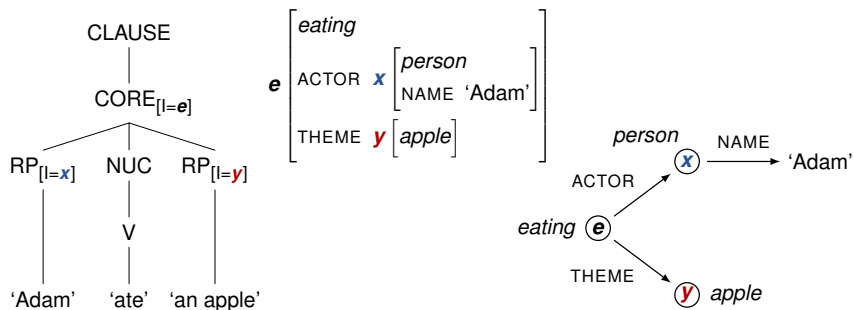 CLAUSE
CORE[I=e]
RP[I=x] NUC RP[I=y]
V
‘Adam’ ‘ate’ ‘an apple’
e
eating
ACTOR x person
NAME ‘Adam’
THEME y apple
person
x NAME ‘Adam’
ACTOR
eating e
THEME
y apple